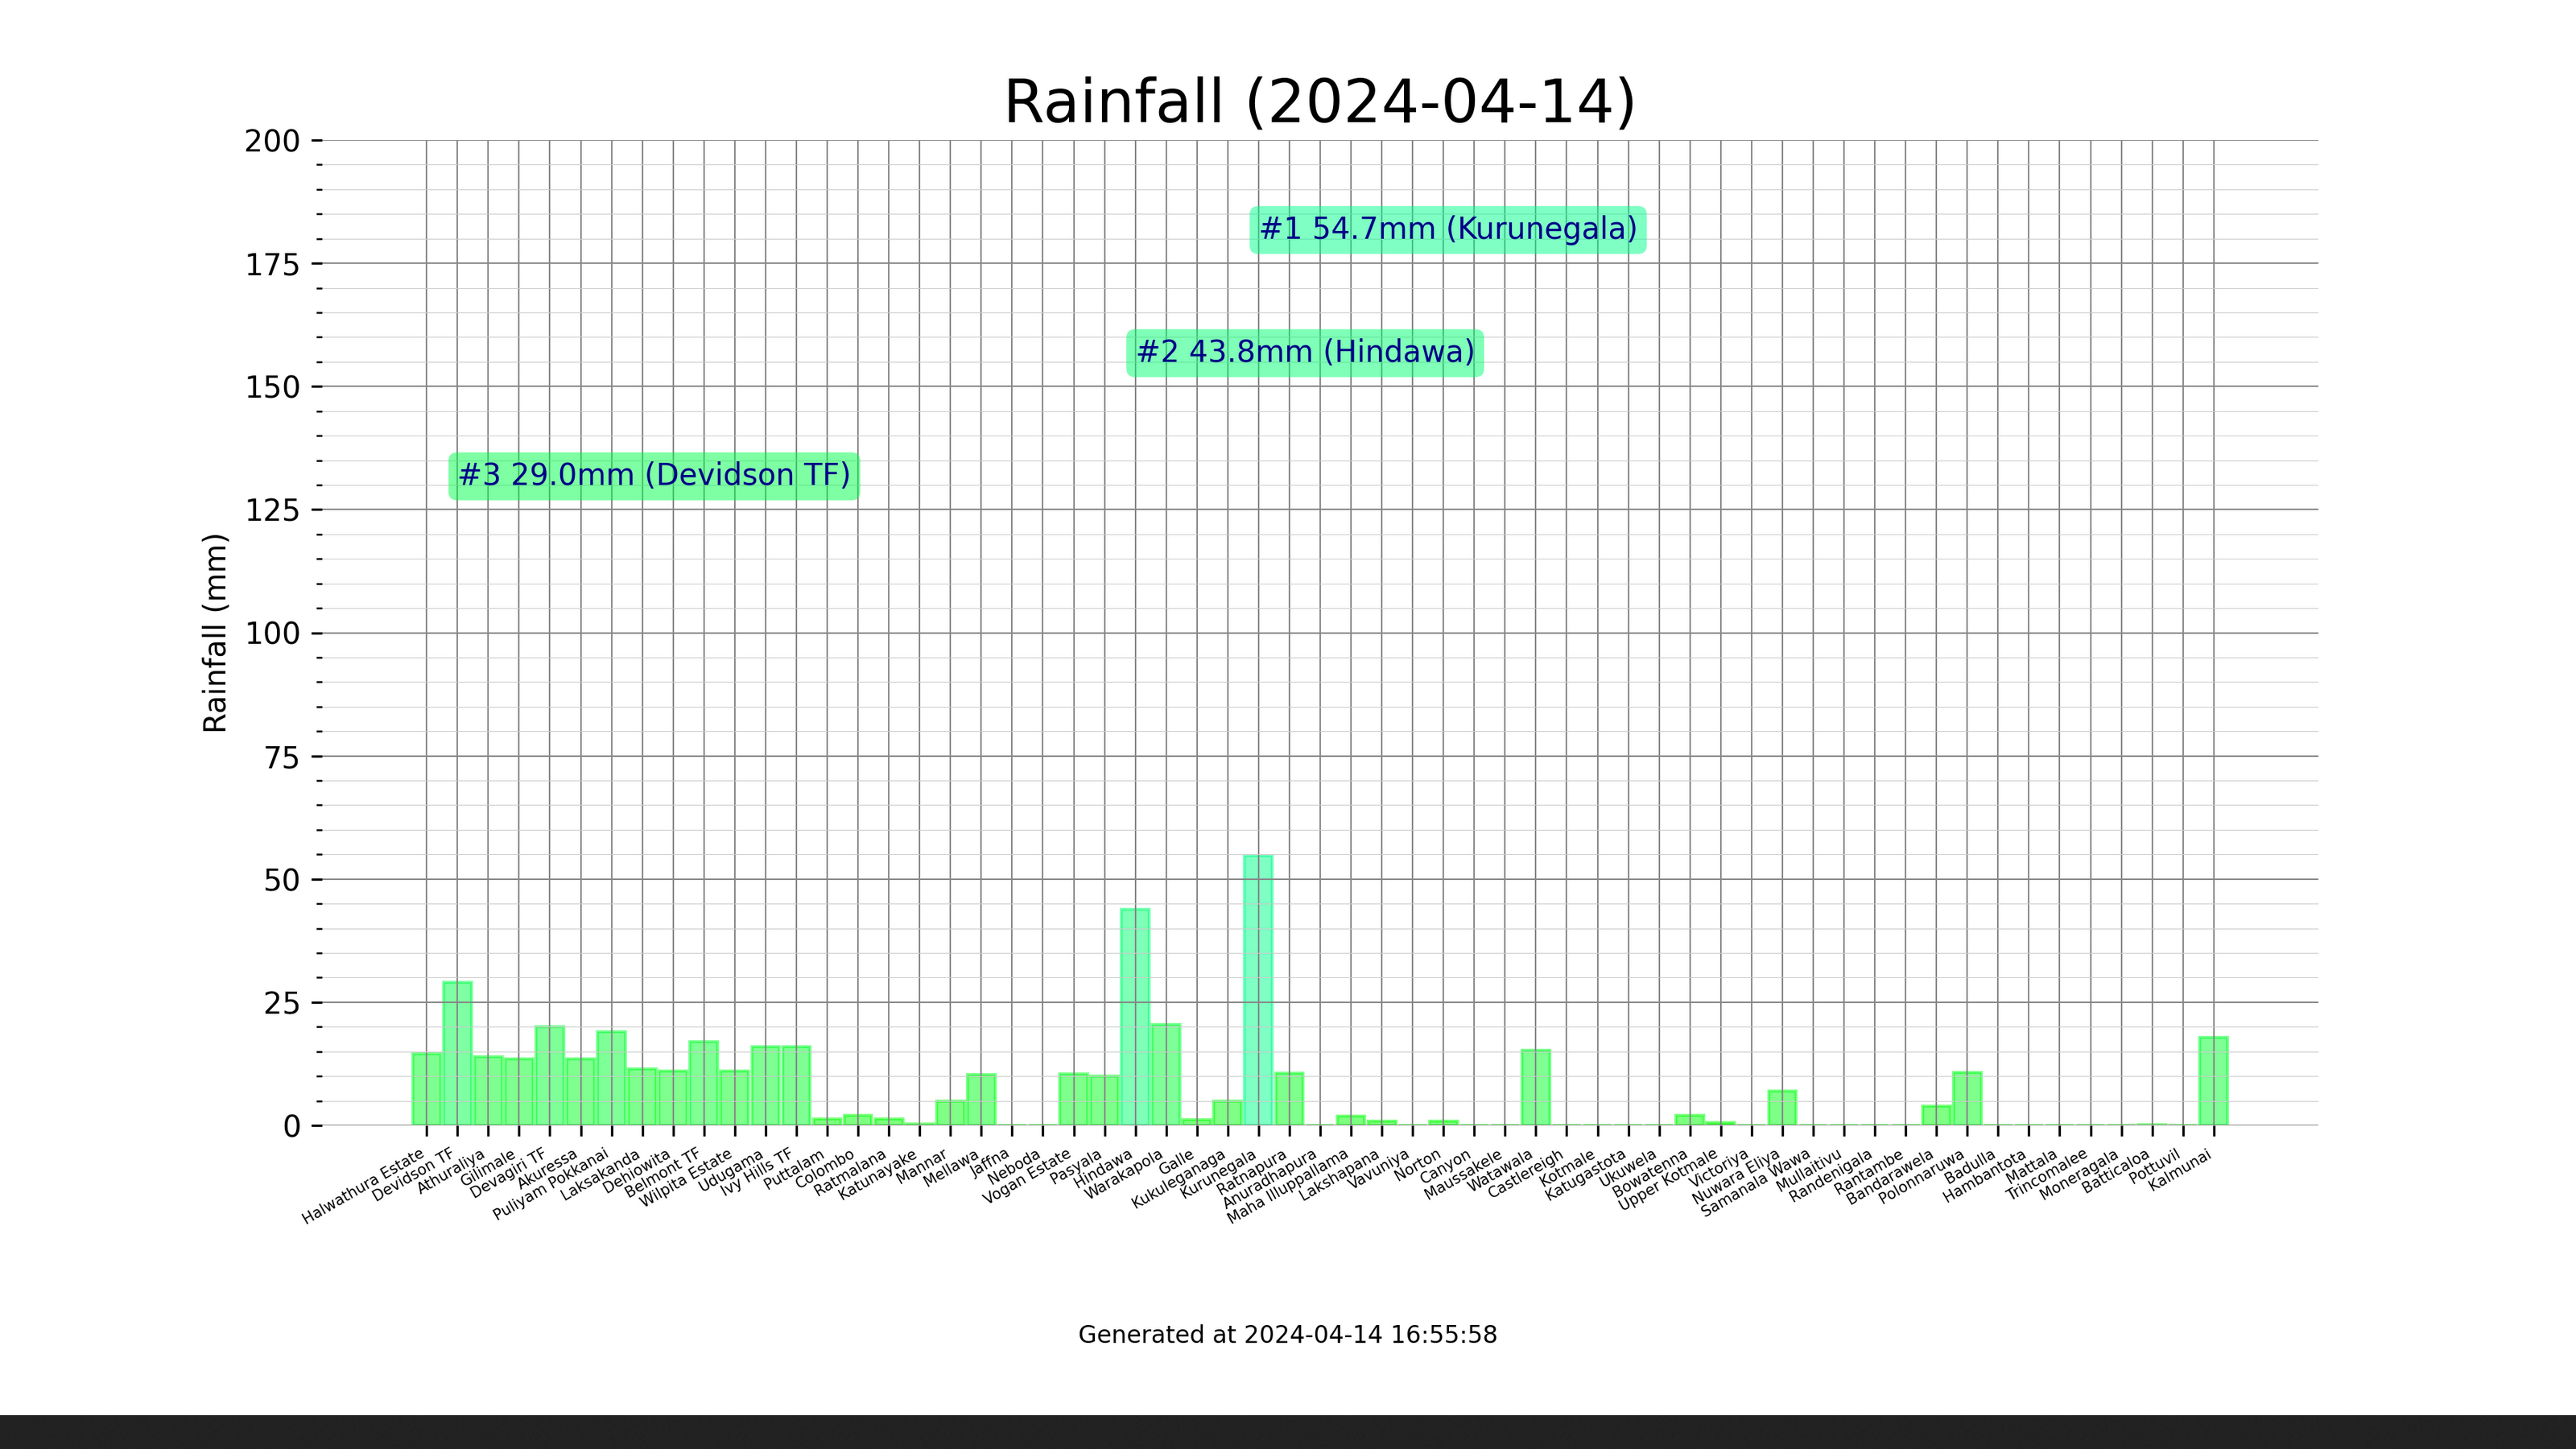 Rainfall (2024-04-14)
200
175
150
125
100
75
50
25
0
Rainfall (mm)
#1 54.7mm (Kurunegala)
#2 43.8mm (Hindawa)
#3 29.0mm (Devidson TF)
Halwathura Estate
Devidson TF
Athuraliya
Gilimale
Devagiri TF
Akuressa
Puliyam Pokkanai
Laksakanda
Dehiowita
Belmont TF
Wilpita Estate
Udugama
Ivy Hills TF
Puttalam
Colombo
Ratmalana
Katunayake
Mannar
Mellawa
Jaffna
Neboda
Vogan Estate
Pasyala
Hindawa
Warakapola
Galle
Kukuleganaga
Kurunegala
Ratnapura
Anuradhapura
Maha Illuppallama
Lakshapana
Vavuniya
Norton
Canyon
Maussakele
Watawala
Castlereigh
Kotmale
Katugastota
Ukuwela
Bowatenna
Upper Kotmale
Victoriya
Nuwara Eliya
Samanala Wawa
Mullaitivu
Randenigala
Rantambe
Bandarawela
Polonnaruwa
Badulla
Hambantota
Mattala
Trincomalee
Moneragala
Batticaloa
Pottuvil
Kalmunai
Generated at 2024-04-14 16:55:58